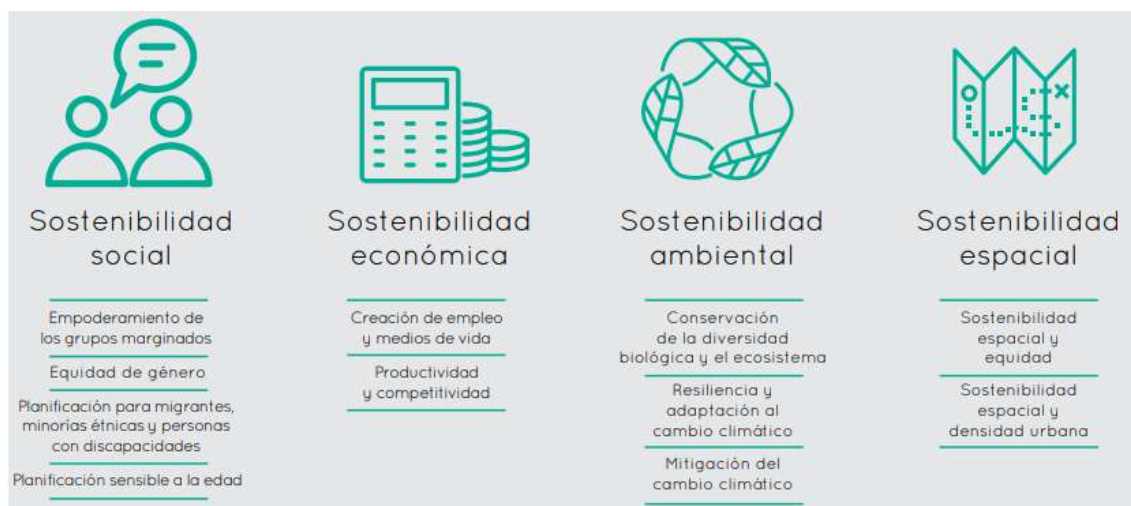 Sostenibilidad
social
Empoderamiento de
los grupos marginados
Equidad de género
Planificación para migrantes,
minorías étnicas y personas
con discapacidades
Planificación sensible a la edad
Sostenibilidad
económica
Creación de empleo
y medios de vida
Productividad
y competitividad
Sostenibilidad
ambiental
Conservación
de la diversidad
biológica y el ecosistema
Resiliencia y
adaptación al
cambio climático
Mitigación del
cambio climático
Sostenibilidad
espacial
Sostenibilidad
espacial y
equidad
Sostenibilidad
espacial y
densidad urbana